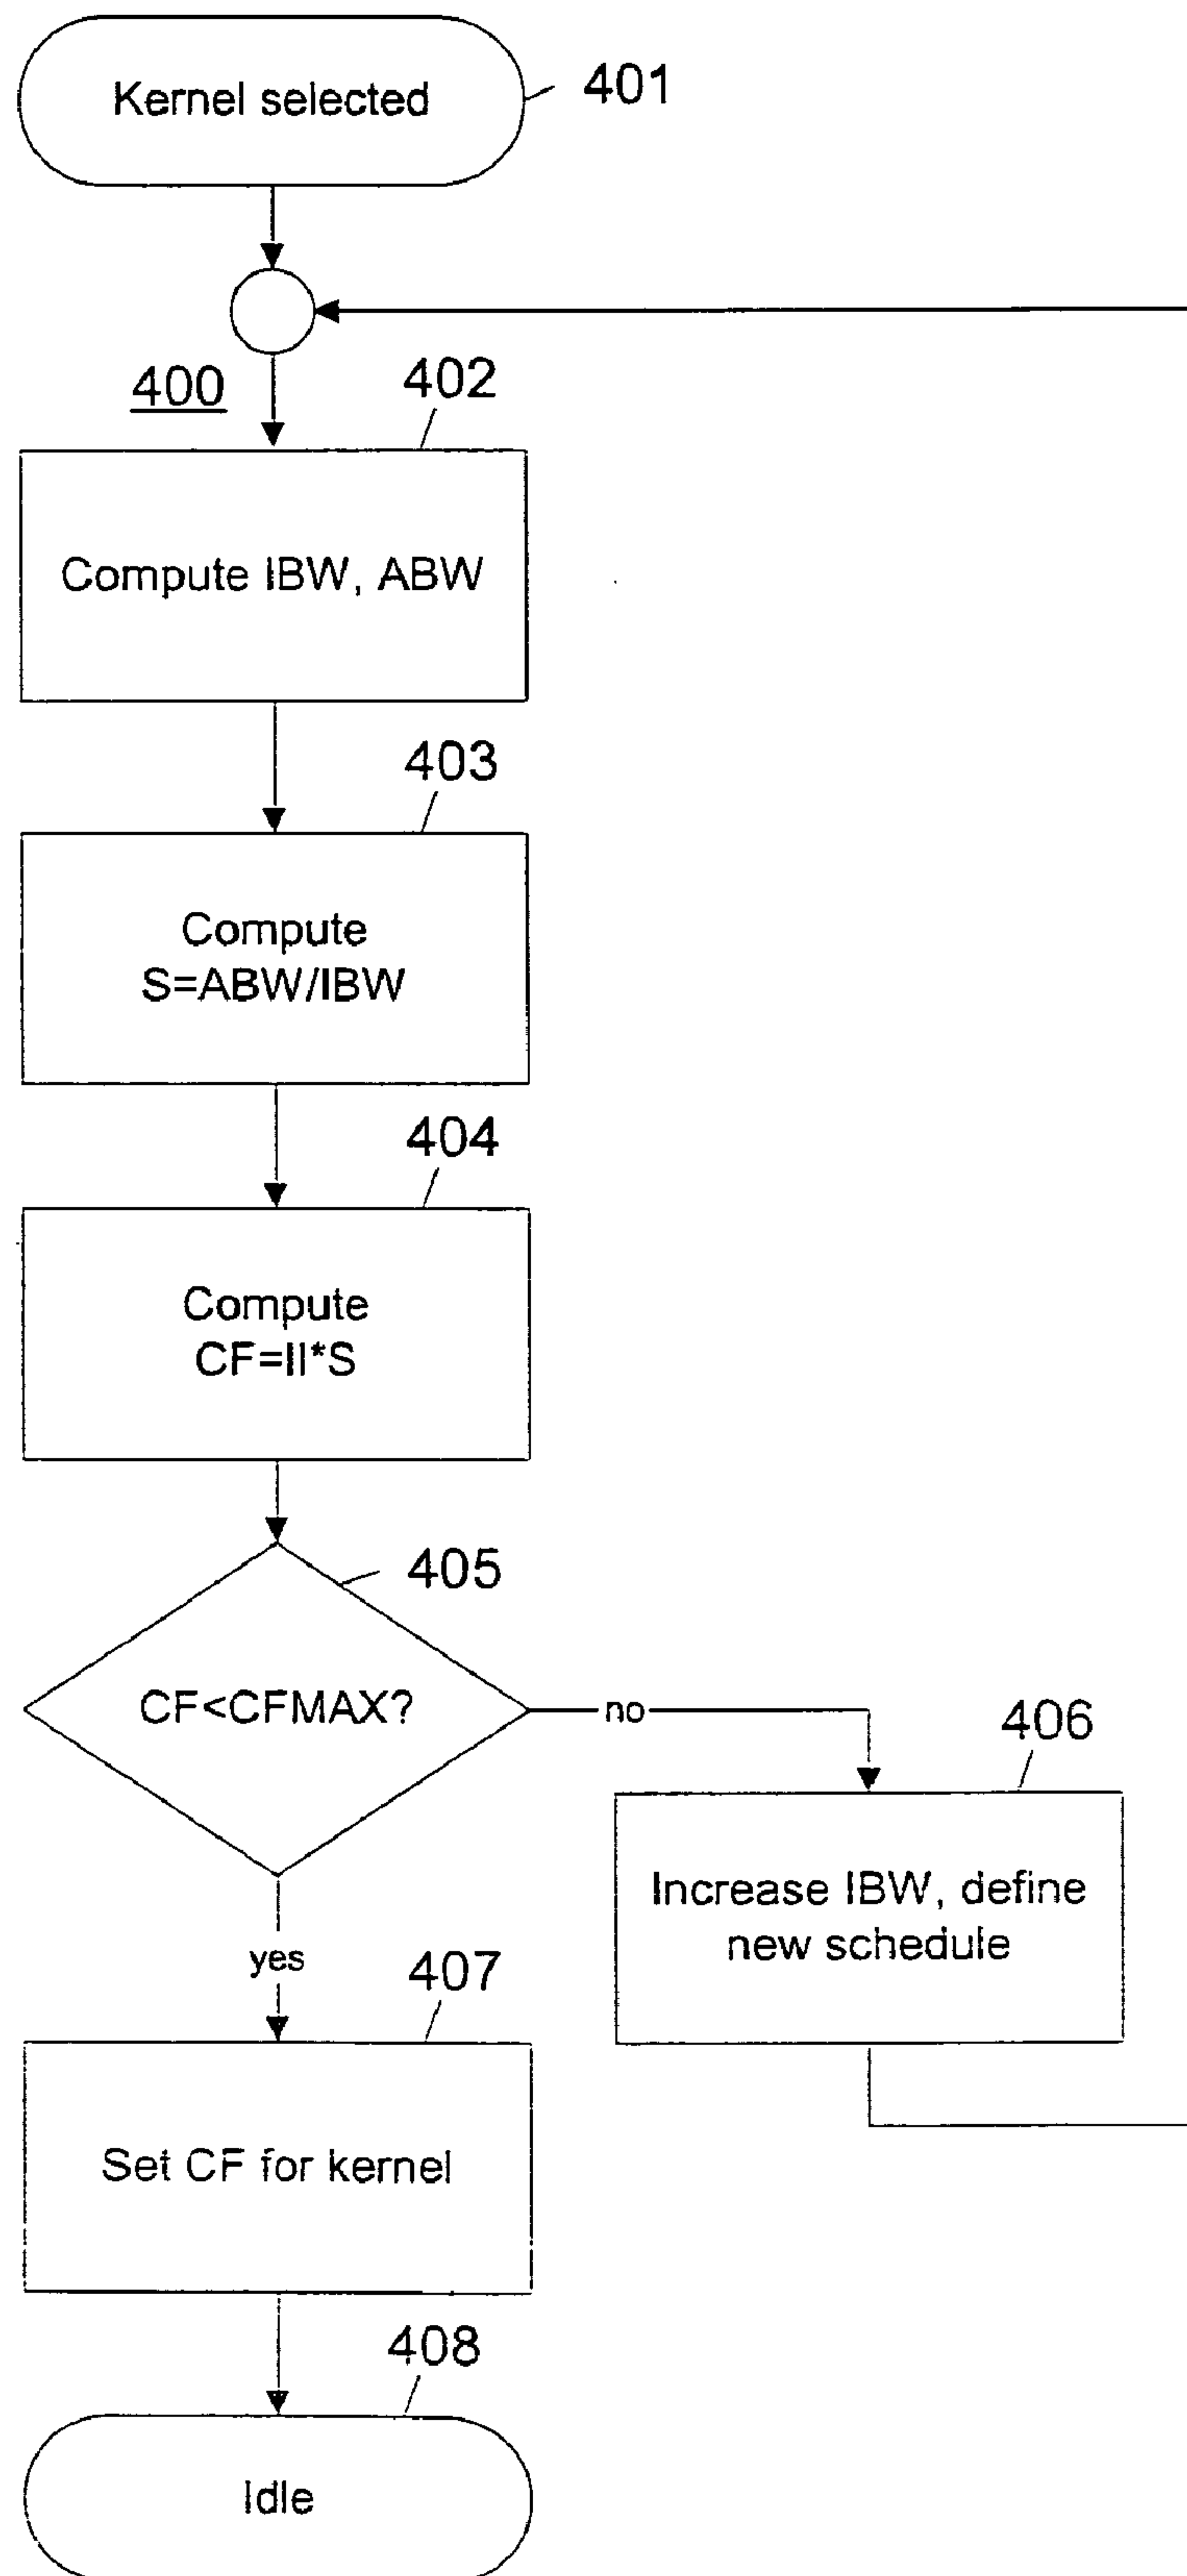 Kernel selected
401
400
402
Compute IBW, ABW
403
Compute
S=ABW/IBW
404
Compute
CF=II*S
405
CF<CFMAX?
no
406
Increase IBW, define
new schedule
yes
407
Set CF for kernel
408
Idle